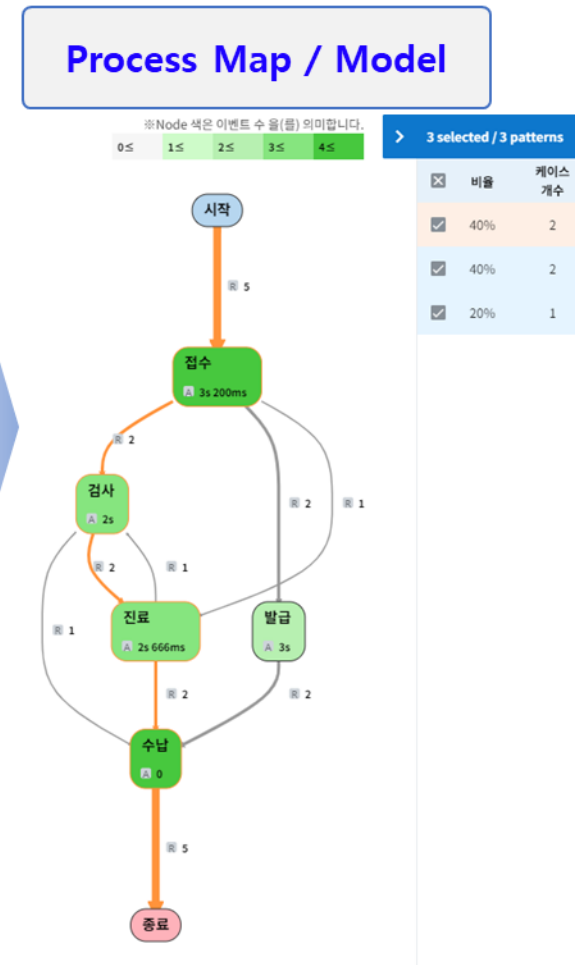 Process Map / Model
※Node 색은 이벤트 수 을(를) 의미합니다.
0≤ 1≤ 2≤ 3≤ 4≤
3 selected / 3 patterns
비율 케이스 개수
40% 2
40% 2
20% 1
시작
R 5
접수
A 3s 200ms
R 2
R 2
R 1
검사
A 2s
R 2
R 1
R 1
진료
A 2s 666ms
발급
A 3s
R 2
R 2
수납
A 0
R 5
종료